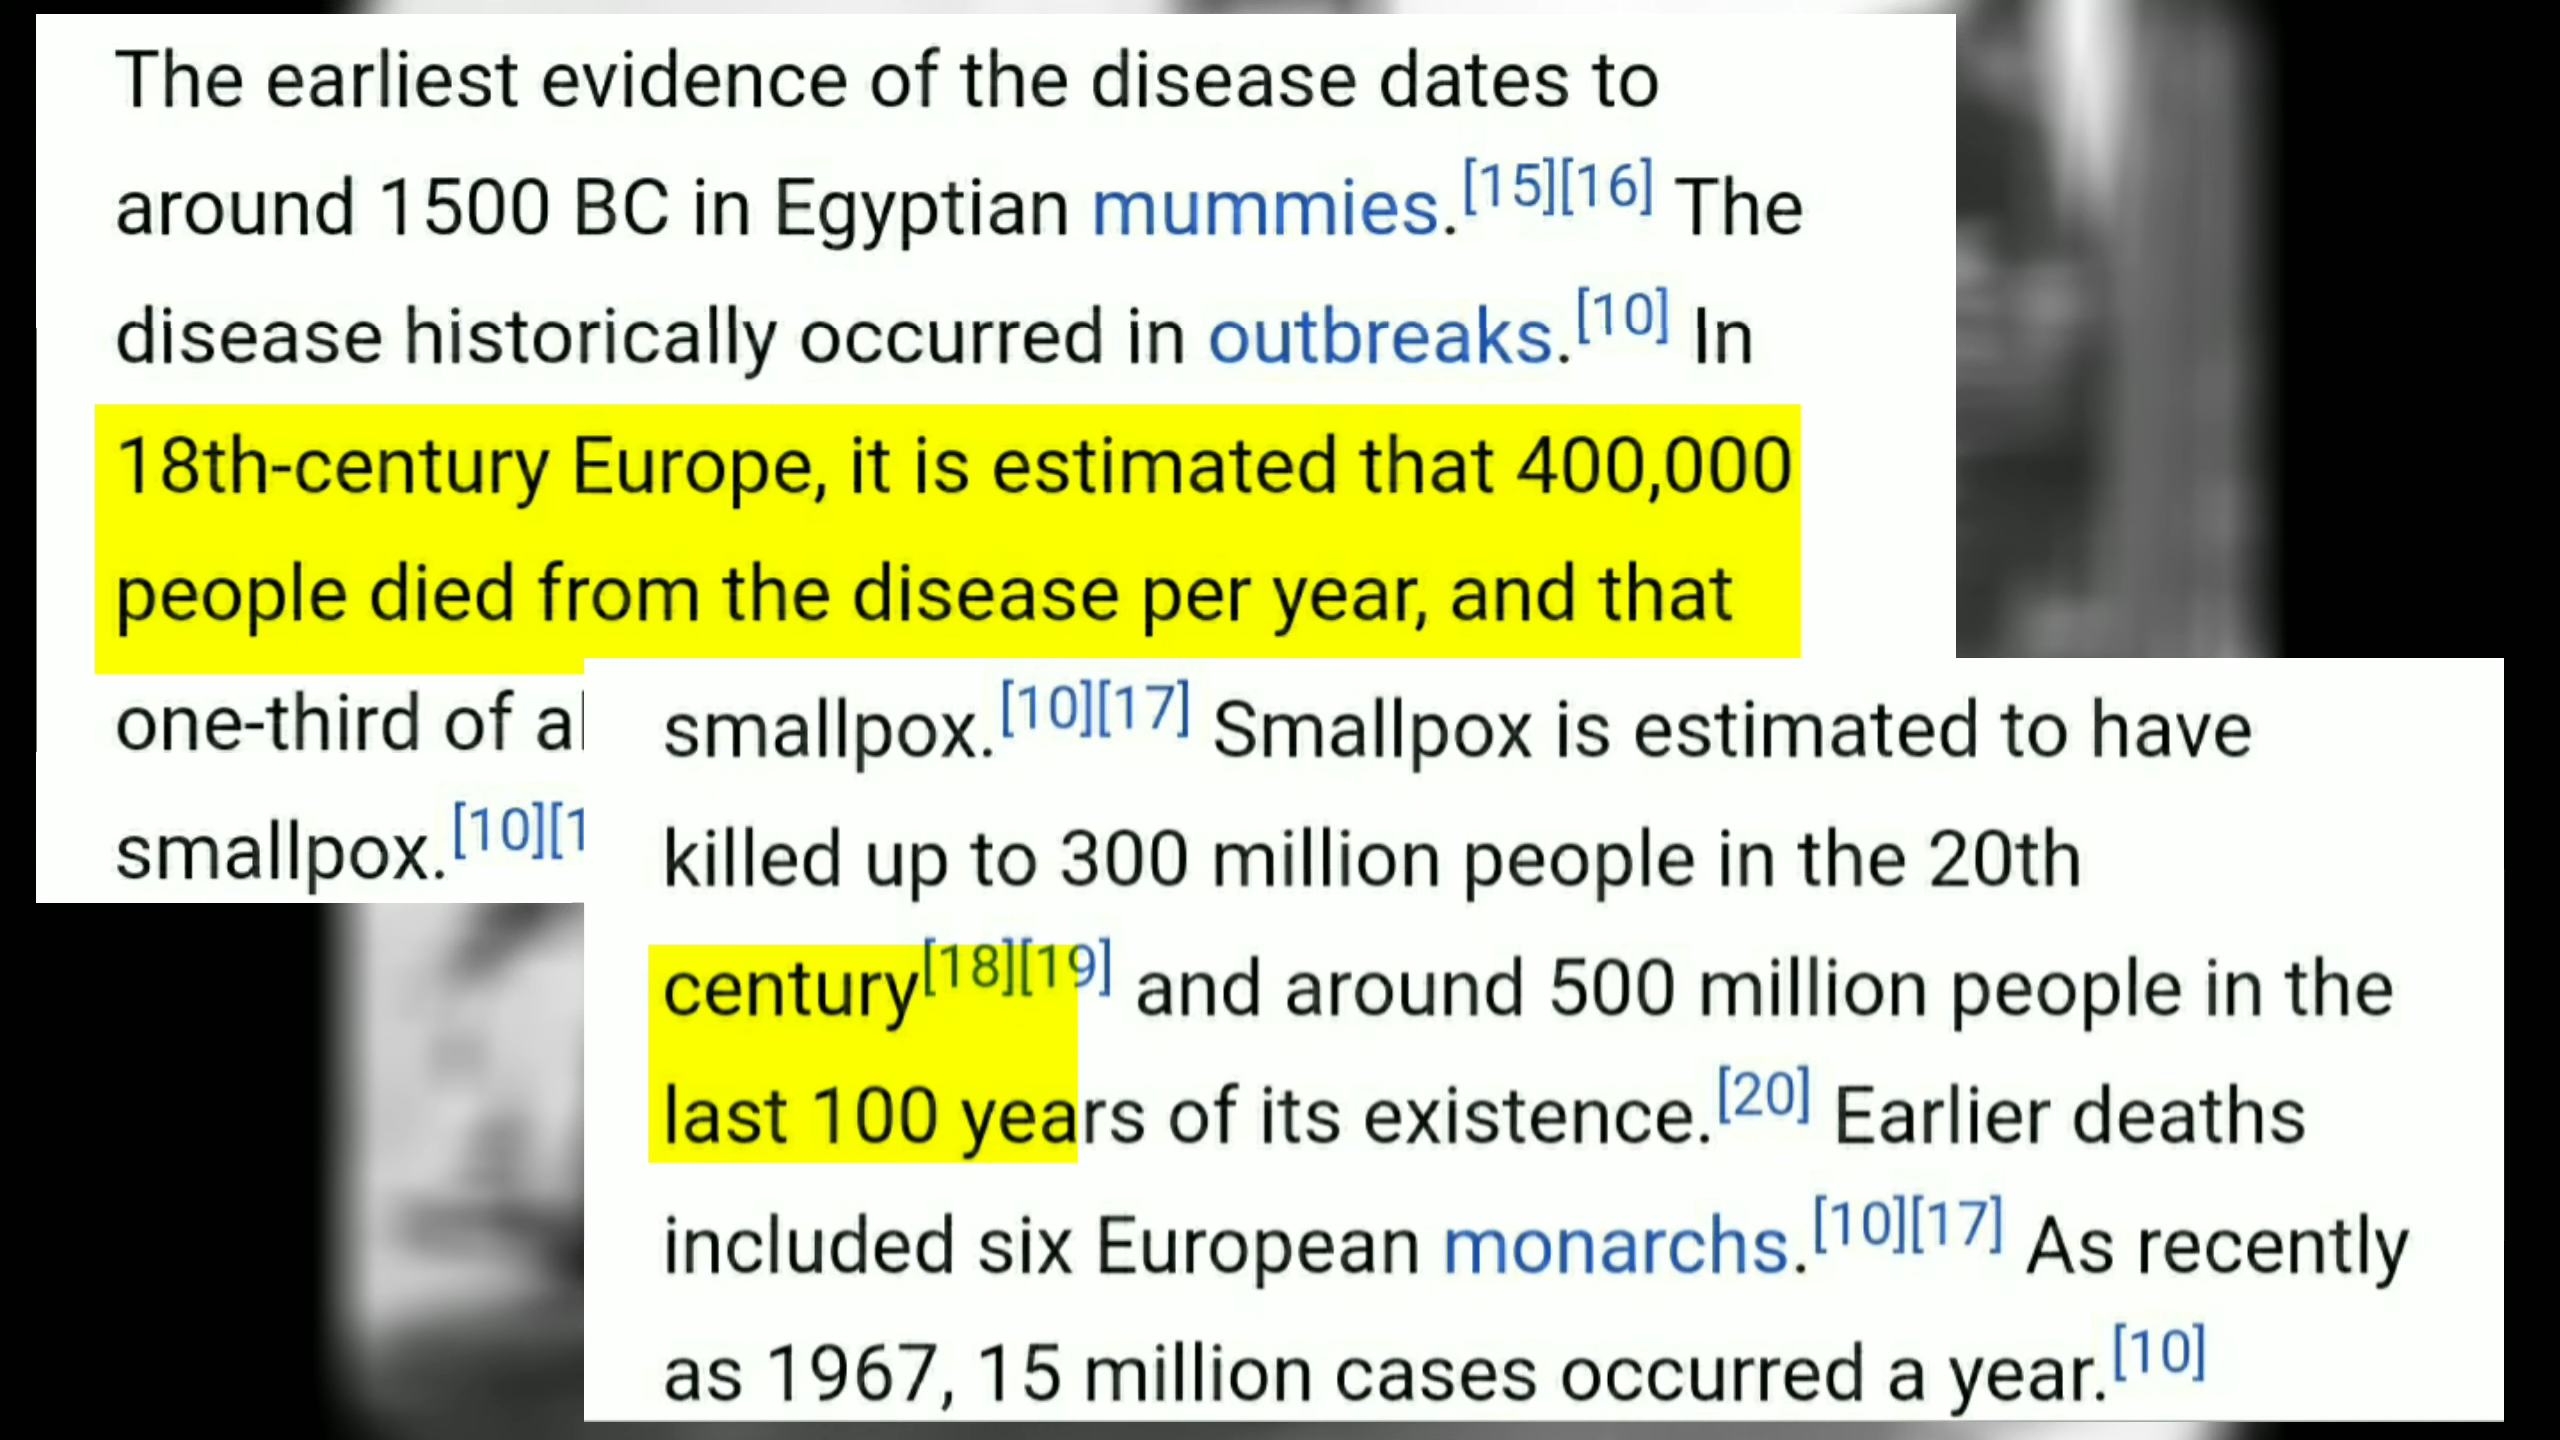 The earliest evidence of the disease dates to
around 1500 BC in Egyptian mummies.[15][16] The
disease historically occurred in outbreaks.[10] In
18th-century Europe, it is estimated that 400,000
people died from the disease per year, and that
one-third of
smallpox.[10]
smallpox.[10][17] Smallpox is estimated to have
killed up to 300 million people in the 20th
century[18][19] and around 500 million people in the
last 100 years of its existence.[20] Earlier deaths
included six European monarchs.[10][17] As recently
as 1967, 15 million cases occurred a year.[10]